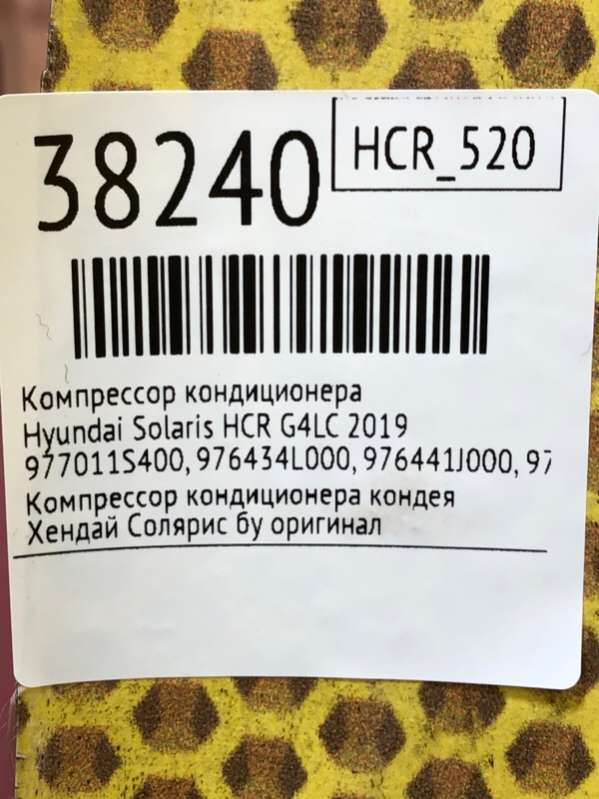 38240
HCR_520
Компрессор кондиционера
Hyundai Solaris HCR G4LC 2019
977011S400, 976434L000, 976441J000, 97
Компрессор кондиционера кондея
Хендай Солярис бу оригинал